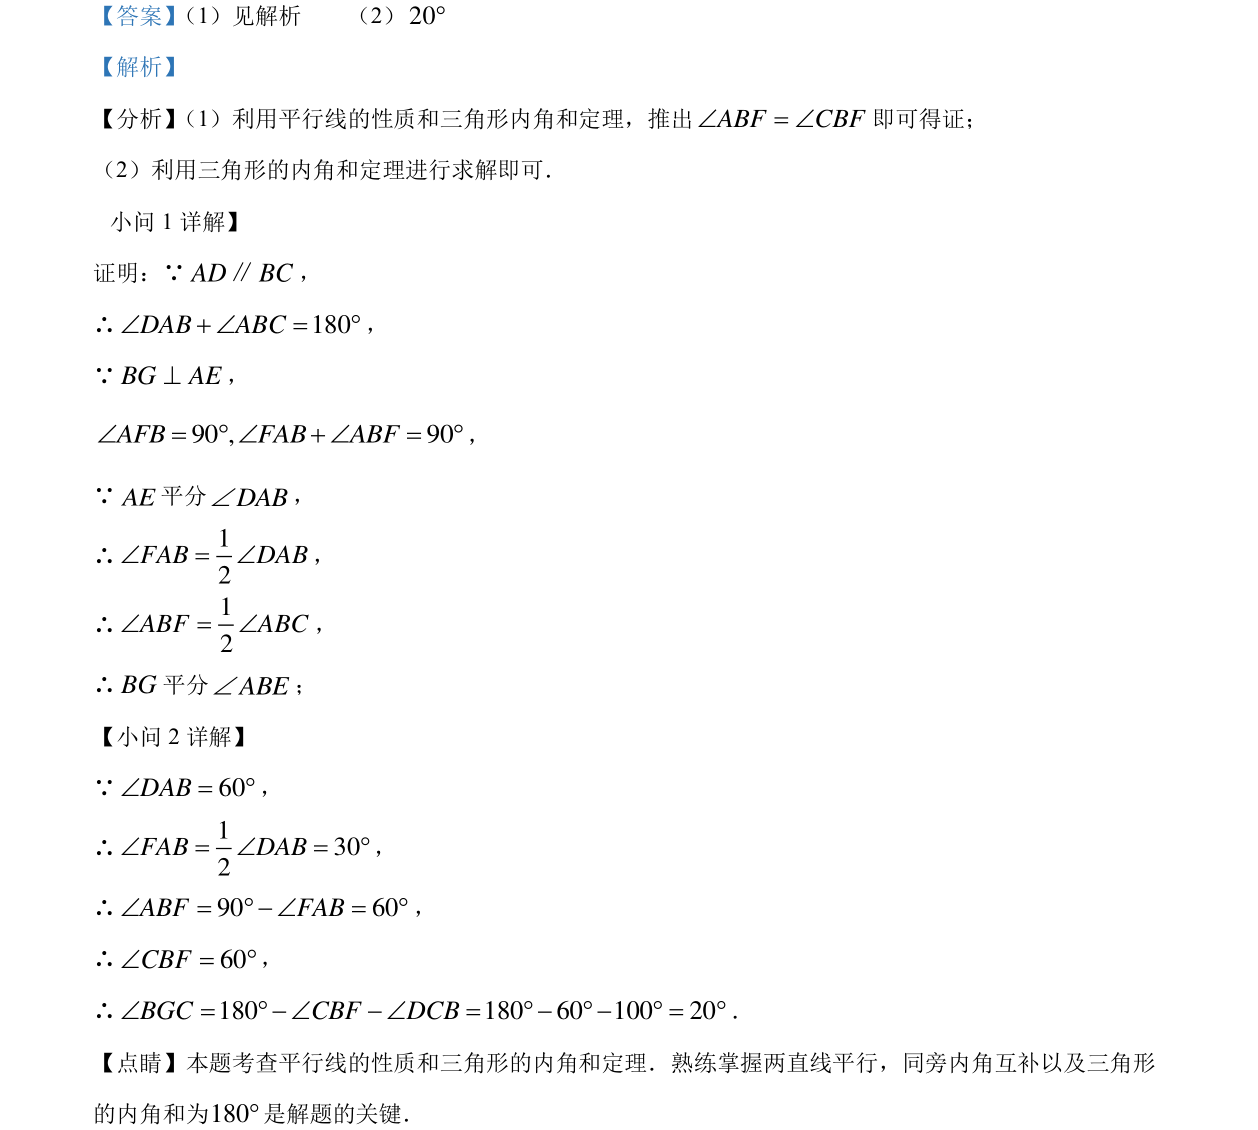 【答案】（1）见解析　　（2）20°
【解析】
【分析】（1）利用平行线的性质和三角形内角和定理，推出∠ABF = ∠CBF 即可得证；
（2）利用三角形的内角和定理进行求解即可．
小问 1 详解】
证明：∵ AD∥BC，
∴ ∠DAB + ∠ABC = 180°，
∵ BG ⊥ AE，
∠AFB = 90°, ∠FAB + ∠ABF = 90°，
∵ AE 平分∠DAB，
∴ ∠FAB = 1/2 ∠DAB，
∴ ∠ABF = 1/2 ∠ABC，
∴ BG 平分∠ABE；
【小问 2 详解】
∵ ∠DAB = 60°，
∴ ∠FAB = 1/2 ∠DAB = 30°，
∴ ∠ABF = 90° − ∠FAB = 60°，
∴ ∠CBF = 60°，
∴ ∠BGC = 180° − ∠CBF − ∠DCB = 180° − 60° − 100° = 20°．
【点睛】本题考查平行线的性质和三角形的内角和定理．熟练掌握两直线平行，同旁内角互补以及三角形
的内角和为180°是解题的关键．